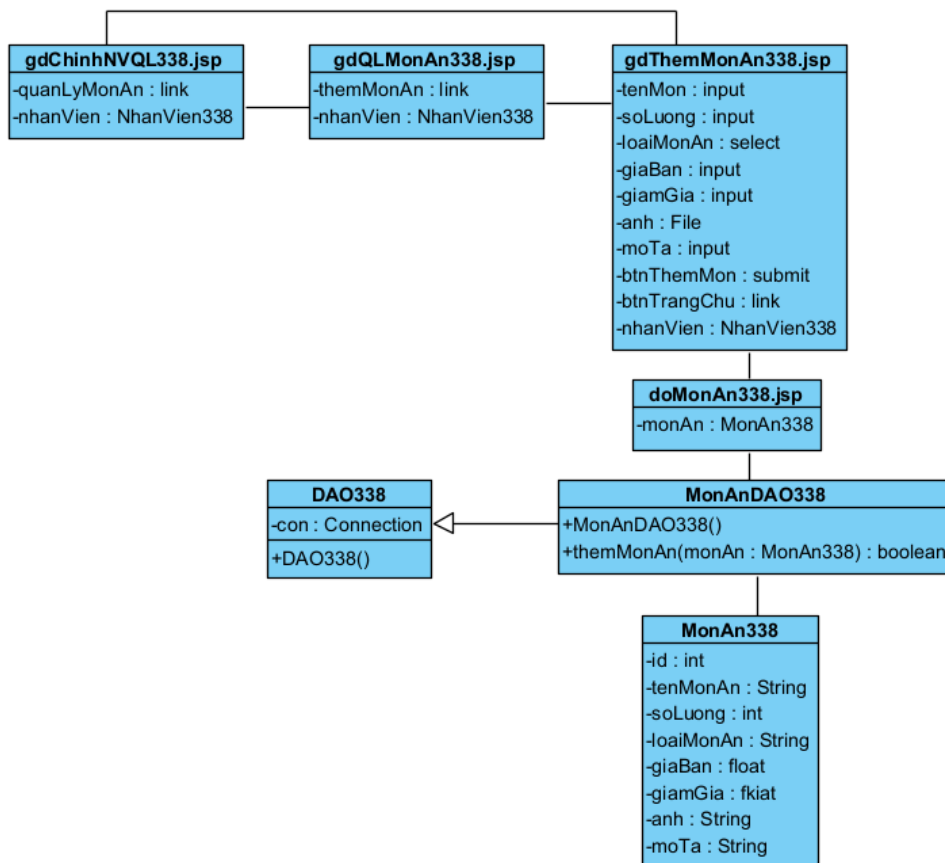 gdChinhNVQL338.jsp
-quanLyMonAn : link
-nhanVien : NhanVien338
gdQLMonAn338.jsp
-themMonAn : link
-nhanVien : NhanVien338
gdThemMonAn338.jsp
-tenMon : input
-soLuong : input
-loaiMonAn : select
-giaBan : input
-giamGia : input
-anh : File
-moTa : input
-btnThemMon : submit
-btnTrangChu : link
-nhanVien : NhanVien338
doMonAn338.jsp
-monAn : MonAn338
DAO338
-con : Connection
+DAO338()
MonAnDAO338
+MonAnDAO338()
+themMonAn(monAn : MonAn338) : boolean
MonAn338
-id : int
-tenMonAn : String
-soLuong : int
-loaiMonAn : String
-giaBan : float
-giamGia : fkiat
-anh : String
-moTa : String